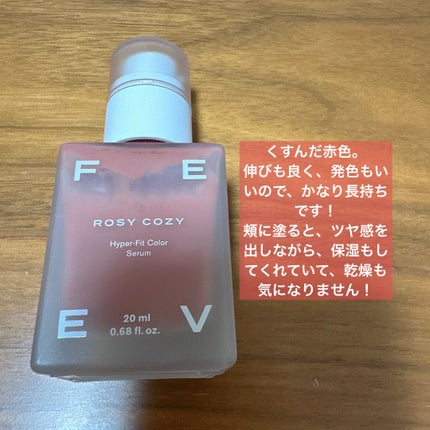 F E
ROSY COZY
Hyper-Fit Color
Serum
20 ml
0.68 fl. oz.
E V
くすんだ赤色。
伸びも良く、発色もい
いので、かなり長持ち
です！
頬に塗ると、ツヤ感を
出しながら、保湿もし
てくれていて、乾燥も
気になりません！